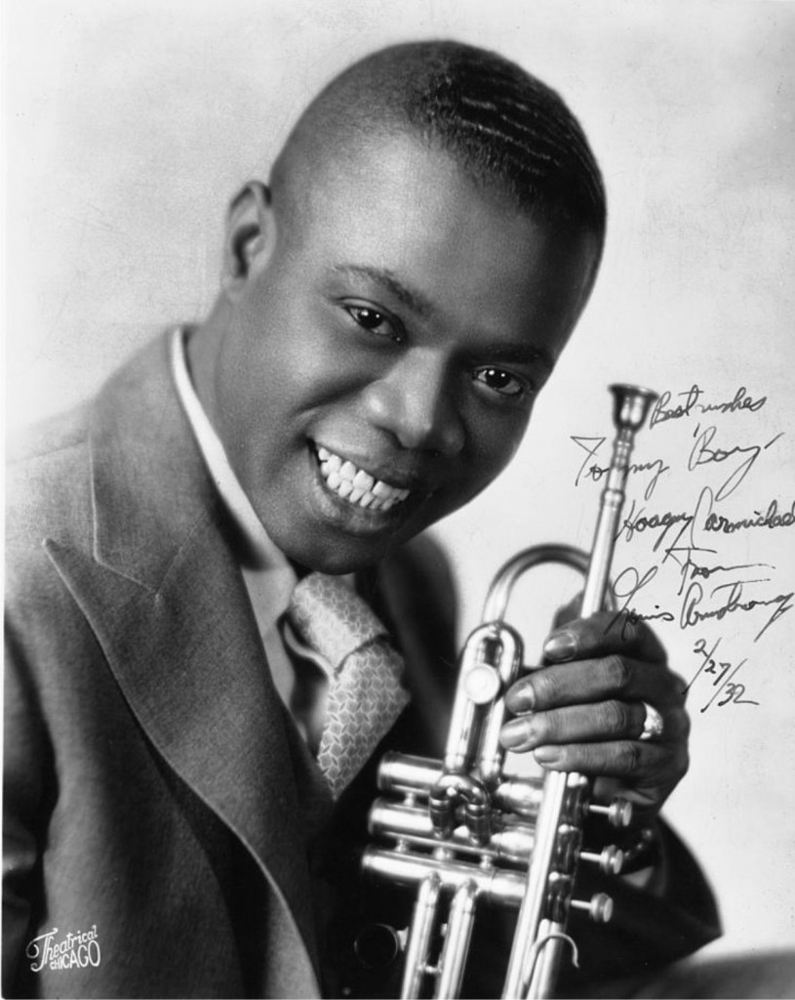 Best wishes
To my 'Boy'
Hoagy Carmichael
From
Louis Armstrong
2/27/32
Theatrical
CHICAGO